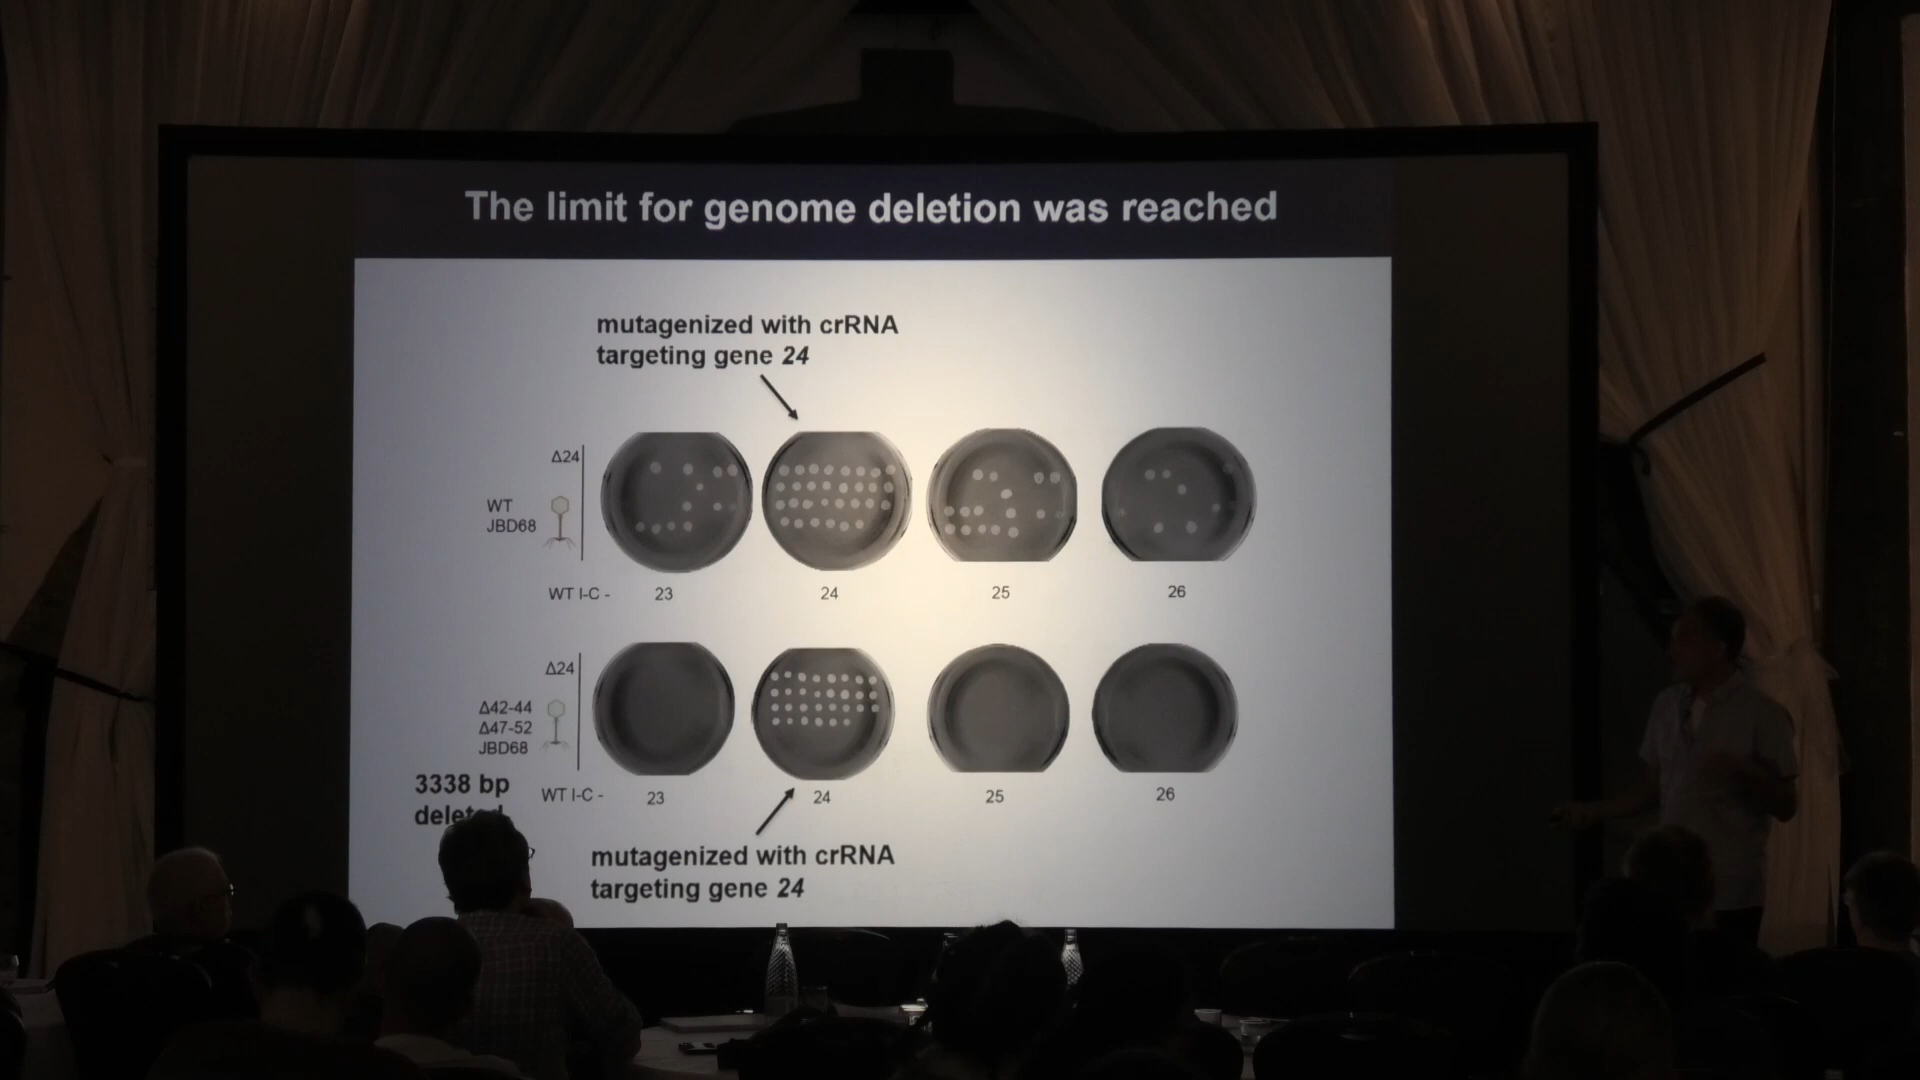 The limit for genome deletion was reached
mutagenized with crRNA
targeting gene 24
Δ24
WT
JBD68
WT I-C -
23
24
25
26
Δ24
Δ42-44
Δ47-52
JBD68
3338 bp
WT I-C -
23
24
25
26
mutagenized with crRNA
targeting gene 24